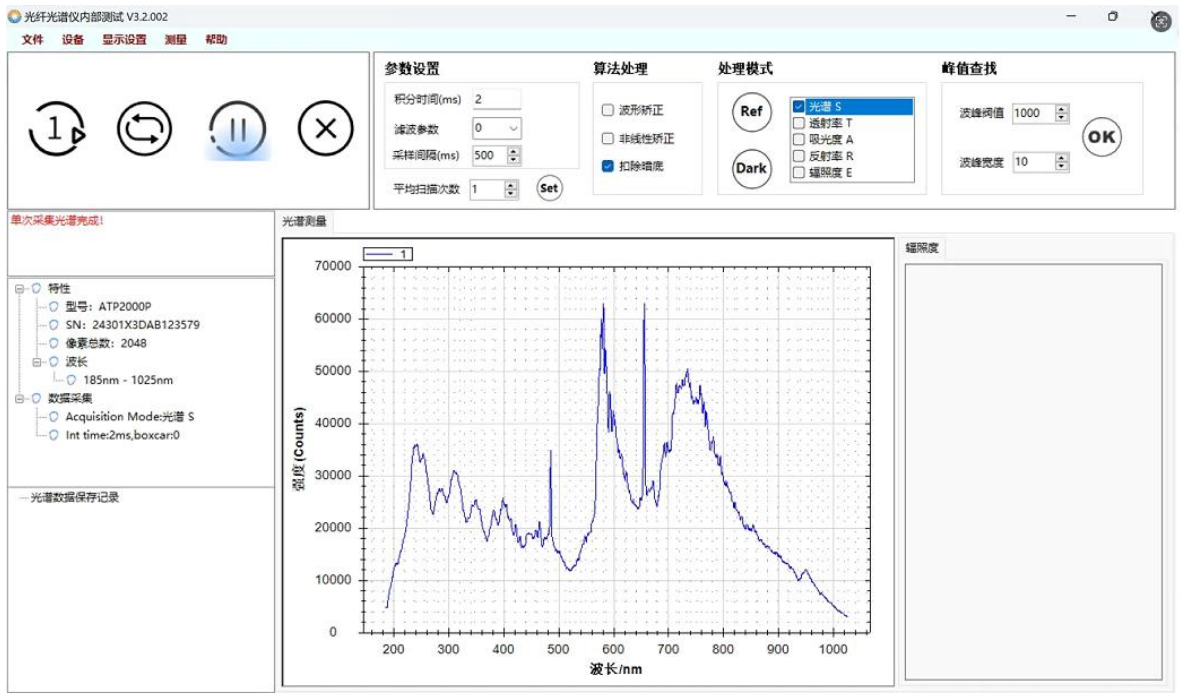 光纤光谱仪内部测试 V3.2.002
文件 设备 显示设置 测量 帮助
1
参数设置
积分时间(ms) 2
滤波参数 0
采样间隔(ms) 500
平均扫描次数 1 Set
算法处理
波形矫正
非线性矫正
扣除暗底
处理模式
Ref
Dark
光谱 S
透射率 T
吸光度 A
反射率 R
辐照度 E
峰值查找
波峰阀值 1000
波峰宽度 10
OK
单次采集光谱完成!
特性
型号: ATP2000P
SN: 24301X3DAB123579
像素总数: 2048
波长
185nm - 1025nm
数据采集
Acquisition Mode:光谱 S
Int time:2ms,boxcar:0
光谱数据保存记录
光谱测量
1
70000
60000
50000
40000
30000
20000
10000
0
强度(Counts)
200 300 400 500 600 700 800 900 1000
波长/nm
辐照度